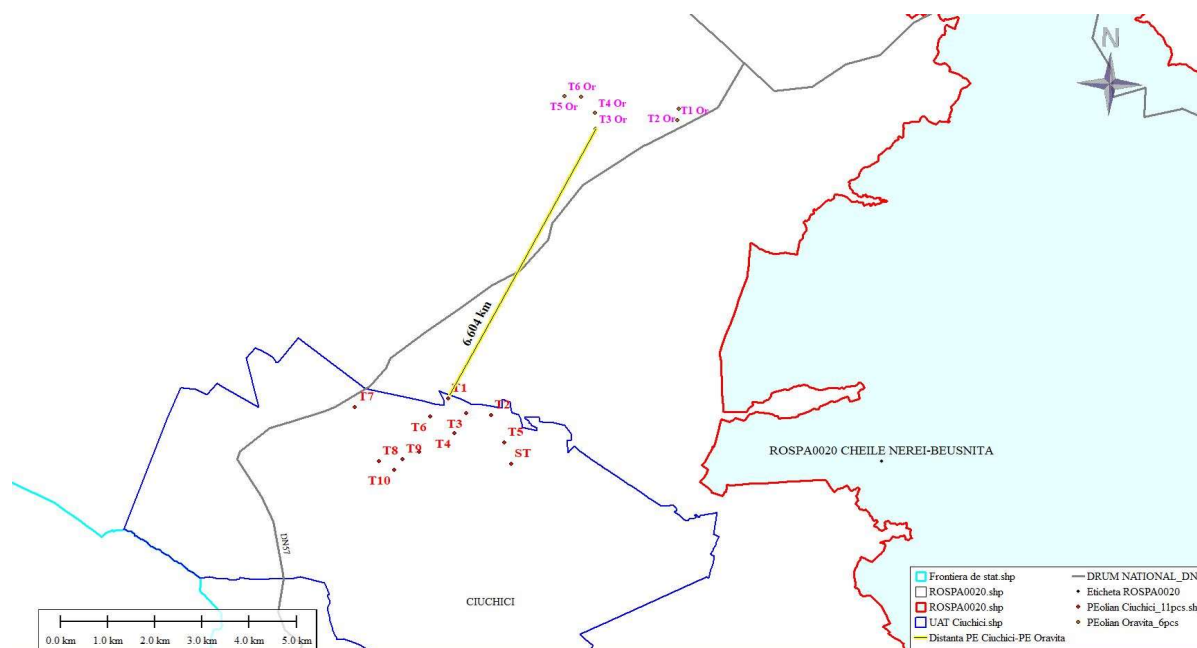 N
T6 Or
T5 Or
T4 Or
T3 Or
T1 Or
T2 Or
6.604 km
T1
T7
T2
T6
T3
T4
T5
T8
T9
ST
T10
ROSPA0020 CHEILE NEREI-BEUSNITA
DN57
CIUCHICI
0.0 km 1.0 km 2.0 km 3.0 km 4.0 km 5.0 km
Frontiera de stat.shp
ROSPA0020.shp
ROSPA0020.shp
UAT Ciuchici.shp
Distanta PE Ciuchici-PE Oravita
DRUM NATIONAL_DN
Eticheta ROSPA0020
PEolian Ciuchici_11pcs.sh
PEolian Oravita_6pcs